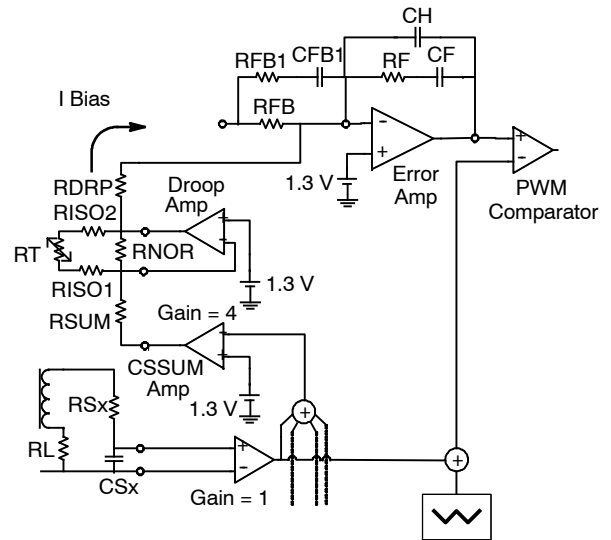 CH
RFB1
CFB1
RF
CF
I Bias
RFB
-
+
+
-
1.3 V
Error
Amp
PWM
Comparator
RDRP
RISO2
Droop
Amp
+
-
RT
RNOR
RISO1
1.3 V
RSUM
Gain = 4
+
-
CSSUM
Amp
1.3 V
RSx
+
RL
+
-
+
CSx
Gain = 1